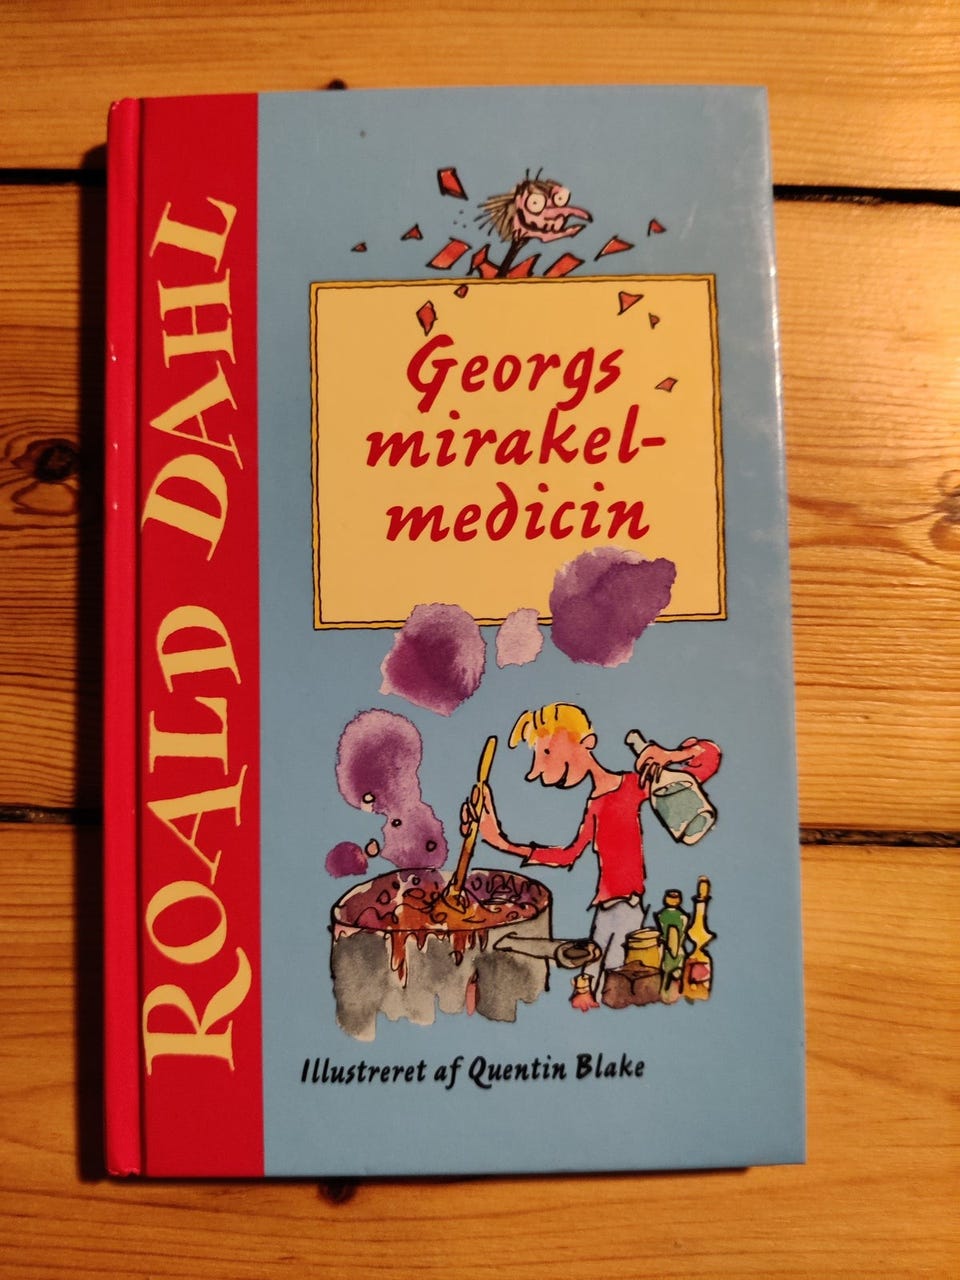 ROALD DAHL
Georgs
mirakel-
medicin
Illustreret af Quentin Blake